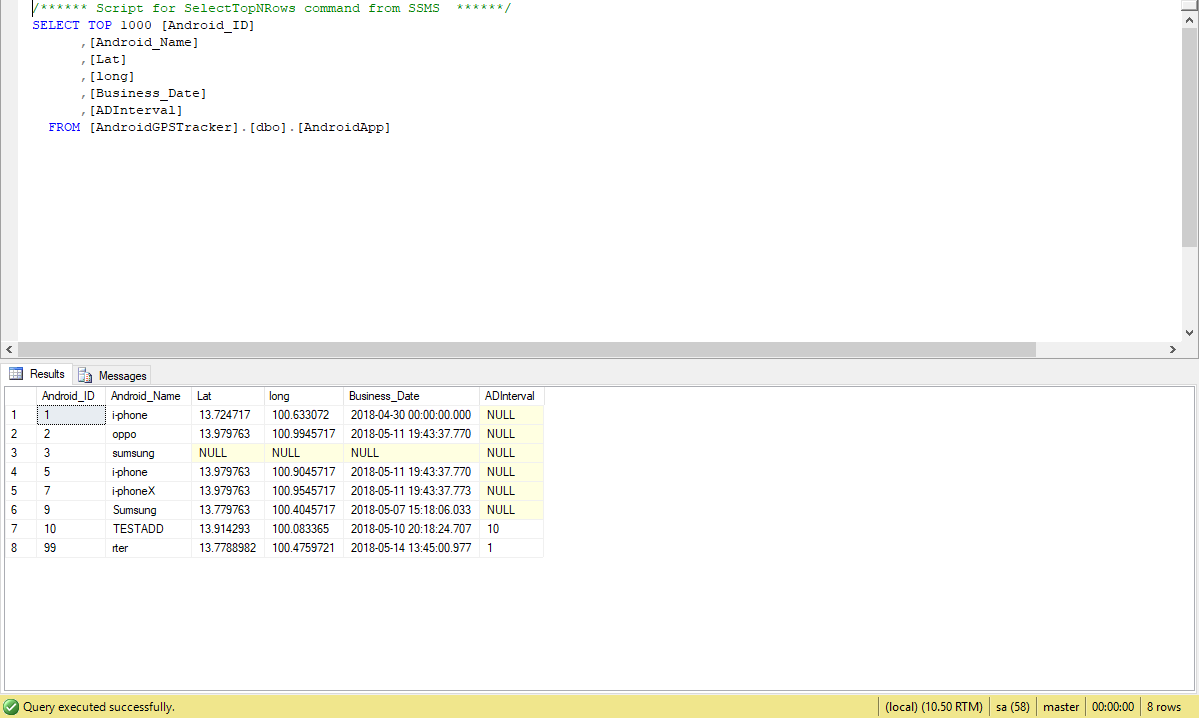 /****** Script for SelectTopNRows command from SSMS  ******/
SELECT TOP 1000 [Android_ID]
      ,[Android_Name]
      ,[Lat]
      ,[long]
      ,[Business_Date]
      ,[ADInterval]
  FROM [AndroidGPSTracker].[dbo].[AndroidApp]
Results Messages
Android_ID Android_Name Lat long Business_Date ADInterval
1 1 i-phone 13.724717 100.633072 2018-04-30 00:00:00.000 NULL
2 2 oppo 13.979763 100.9945717 2018-05-11 19:43:37.770 NULL
3 3 sumsung NULL NULL NULL NULL
4 5 i-phone 13.979763 100.9045717 2018-05-11 19:43:37.770 NULL
5 7 i-phoneX 13.979763 100.9545717 2018-05-11 19:43:37.773 NULL
6 9 Sumsung 13.779763 100.4045717 2018-05-07 15:18:06.033 NULL
7 10 TESTADD 13.914293 100.083365 2018-05-10 20:18:24.707 10
8 99 rter 13.7788982 100.4759721 2018-05-14 13:45:00.977 1
Query executed successfully. (local) (10.50 RTM) sa (58) master 00:00:00 8 rows